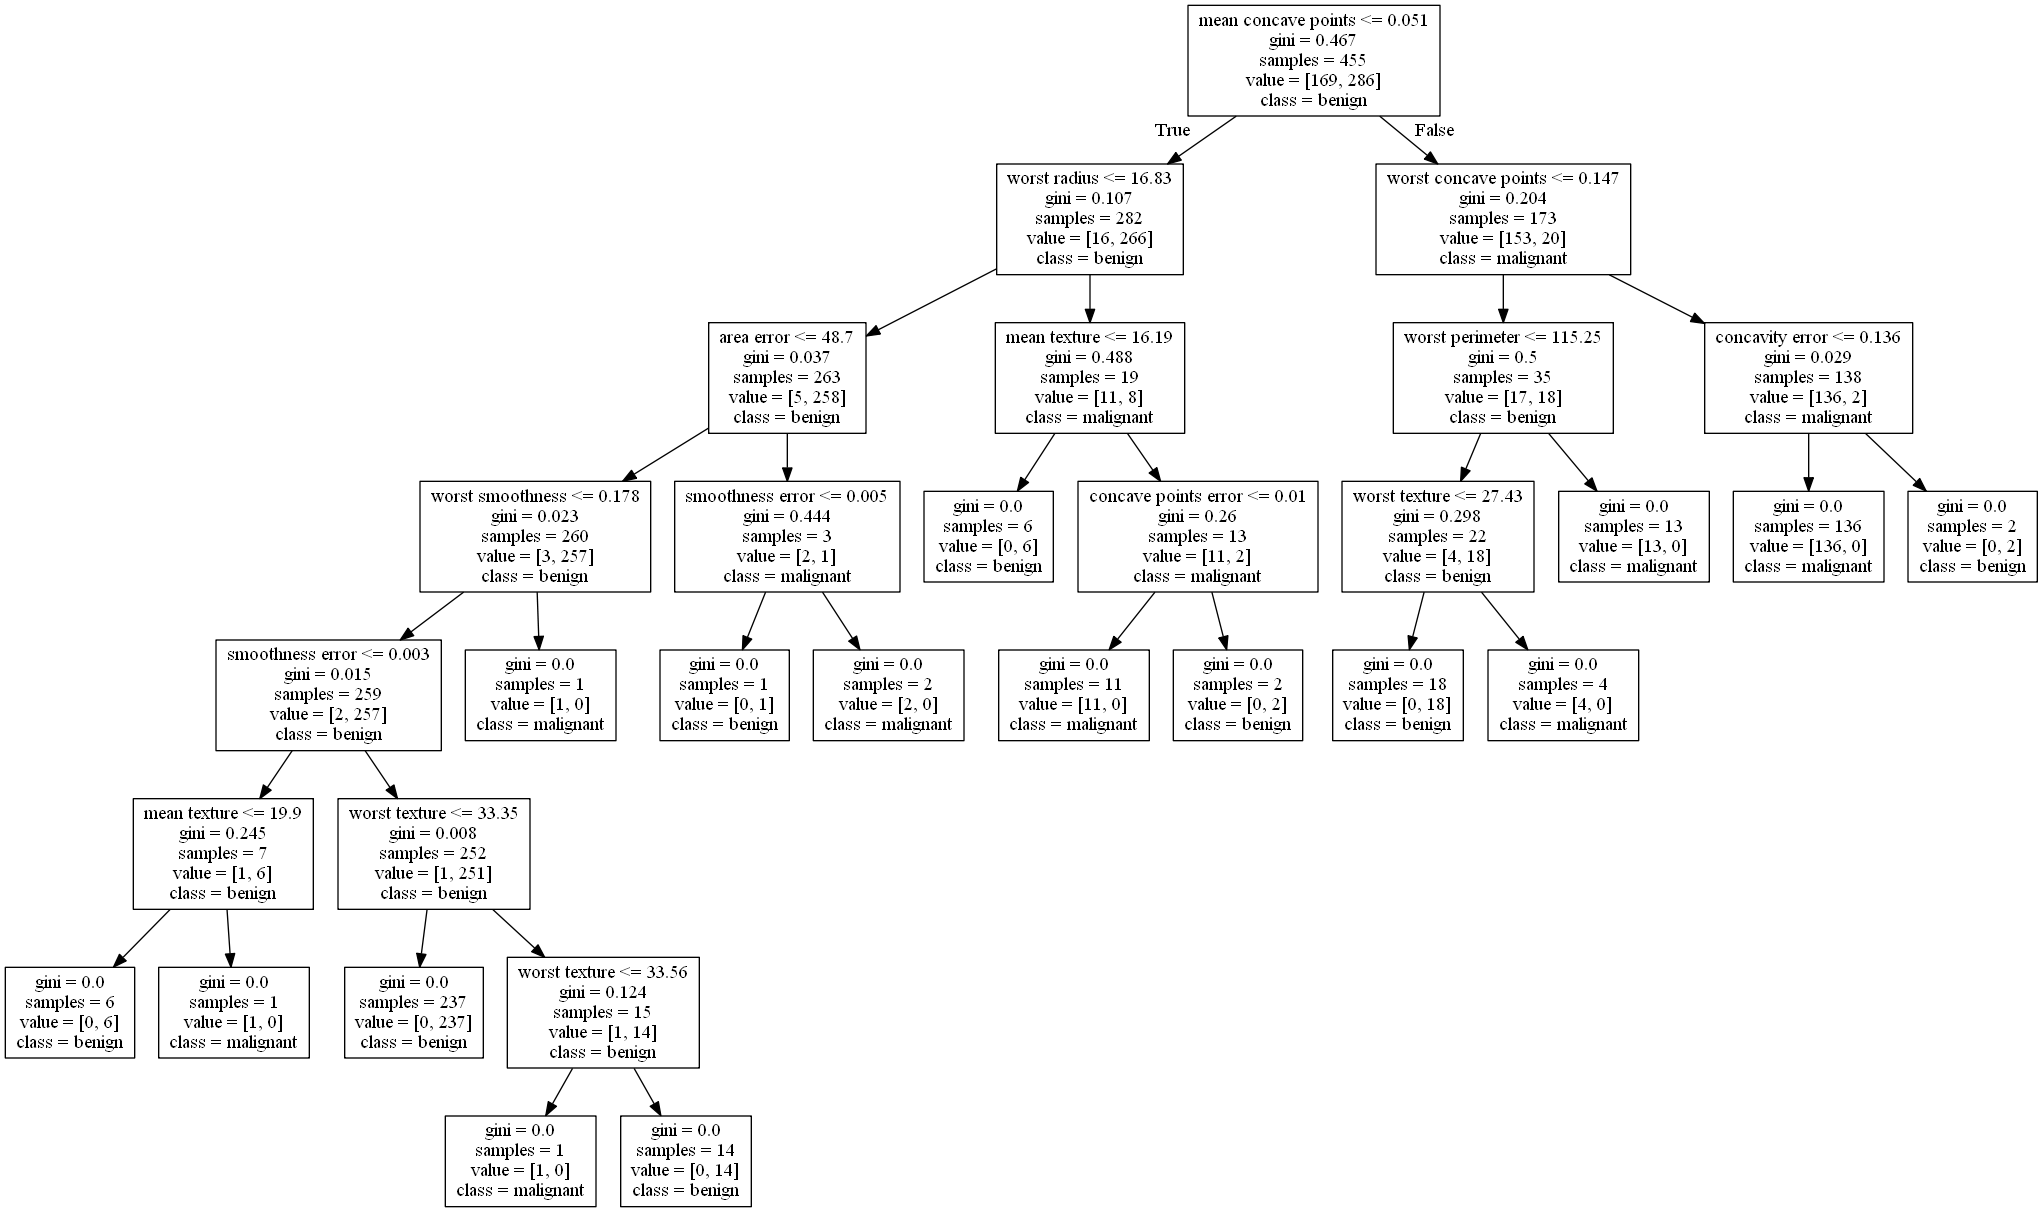 mean concave points <= 0.051
gini = 0.467
samples = 455
value = [169, 286]
class = benign
True
False
worst radius <= 16.83
gini = 0.107
samples = 282
value = [16, 266]
class = benign
worst concave points <= 0.147
gini = 0.204
samples = 173
value = [153, 20]
class = malignant
area error <= 48.7
gini = 0.037
samples = 263
value = [5, 258]
class = benign
mean texture <= 16.19
gini = 0.488
samples = 19
value = [11, 8]
class = malignant
worst perimeter <= 115.25
gini = 0.5
samples = 35
value = [17, 18]
class = benign
concavity error <= 0.136
gini = 0.029
samples = 138
value = [136, 2]
class = malignant
worst smoothness <= 0.178
gini = 0.023
samples = 260
value = [3, 257]
class = benign
smoothness error <= 0.005
gini = 0.444
samples = 3
value = [2, 1]
class = malignant
gini = 0.0
samples = 6
value = [0, 6]
class = benign
concave points error <= 0.01
gini = 0.26
samples = 13
value = [11, 2]
class = malignant
worst texture <= 27.43
gini = 0.298
samples = 22
value = [4, 18]
class = benign
gini = 0.0
samples = 13
value = [13, 0]
class = malignant
gini = 0.0
samples = 136
value = [136, 0]
class = malignant
gini = 0.0
samples = 2
value = [0, 2]
class = benign
smoothness error <= 0.003
gini = 0.015
samples = 259
value = [2, 257]
class = benign
gini = 0.0
samples = 1
value = [1, 0]
class = malignant
gini = 0.0
samples = 1
value = [0, 1]
class = benign
gini = 0.0
samples = 2
value = [2, 0]
class = malignant
gini = 0.0
samples = 11
value = [11, 0]
class = malignant
gini = 0.0
samples = 2
value = [0, 2]
class = benign
gini = 0.0
samples = 18
value = [0, 18]
class = benign
gini = 0.0
samples = 4
value = [4, 0]
class = malignant
mean texture <= 19.9
gini = 0.245
samples = 7
value = [1, 6]
class = benign
worst texture <= 33.35
gini = 0.008
samples = 252
value = [1, 251]
class = benign
gini = 0.0
samples = 6
value = [0, 6]
class = benign
gini = 0.0
samples = 1
value = [1, 0]
class = malignant
gini = 0.0
samples = 237
value = [0, 237]
class = benign
worst texture <= 33.56
gini = 0.124
samples = 15
value = [1, 14]
class = benign
gini = 0.0
samples = 1
value = [1, 0]
class = malignant
gini = 0.0
samples = 14
value = [0, 14]
class = benign